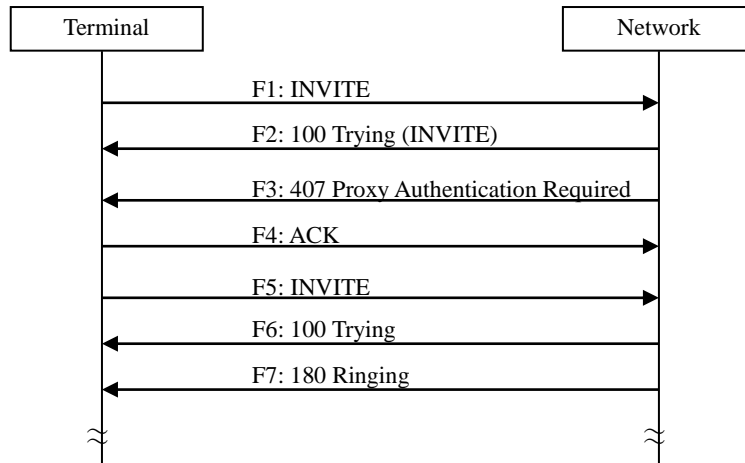 Terminal
Network
F1: INVITE
F2: 100 Trying (INVITE)
F3: 407 Proxy Authentication Required
F4: ACK
F5: INVITE
F6: 100 Trying
F7: 180 Ringing